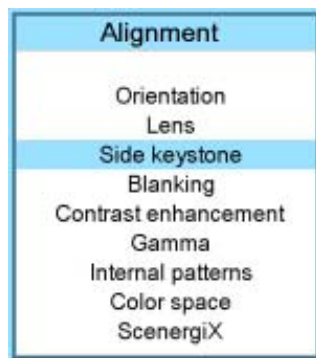 Alignment
Orientation
Lens
Side keystone
Blanking
Contrast enhancement
Gamma
Internal patterns
Color space
ScenergiX